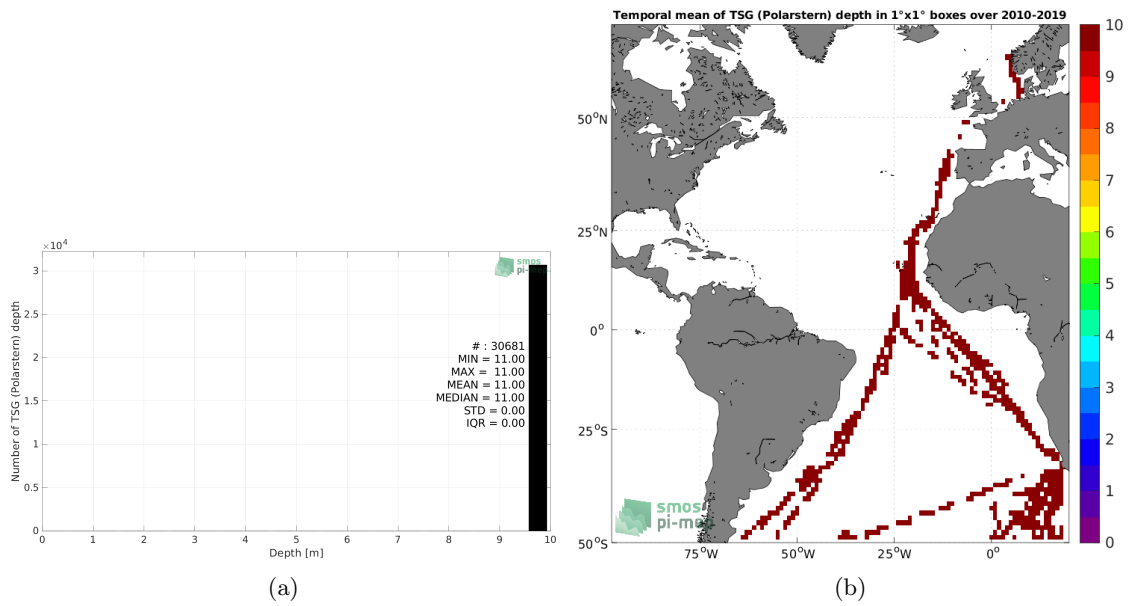 ×10⁴
3
2.5
2
1.5
1
0.5
0
Number of TSG (Polarstern) depth
smos
pi-mep
# : 30681
MIN = 11.00
MAX = 11.00
MEAN = 11.00
MEDIAN = 11.00
STD = 0.00
IQR = 0.00
0 1 2 3 4 5 6 7 8 9 10
Depth [m]
(a)
Temporal mean of TSG (Polarstern) depth in 1°x1° boxes over 2010-2019
50°N
25°N
0°
25°S
50°S
75°W 50°W 25°W 0°
smos
pi-mep
10
9
8
7
6
5
4
3
2
1
0
(b)